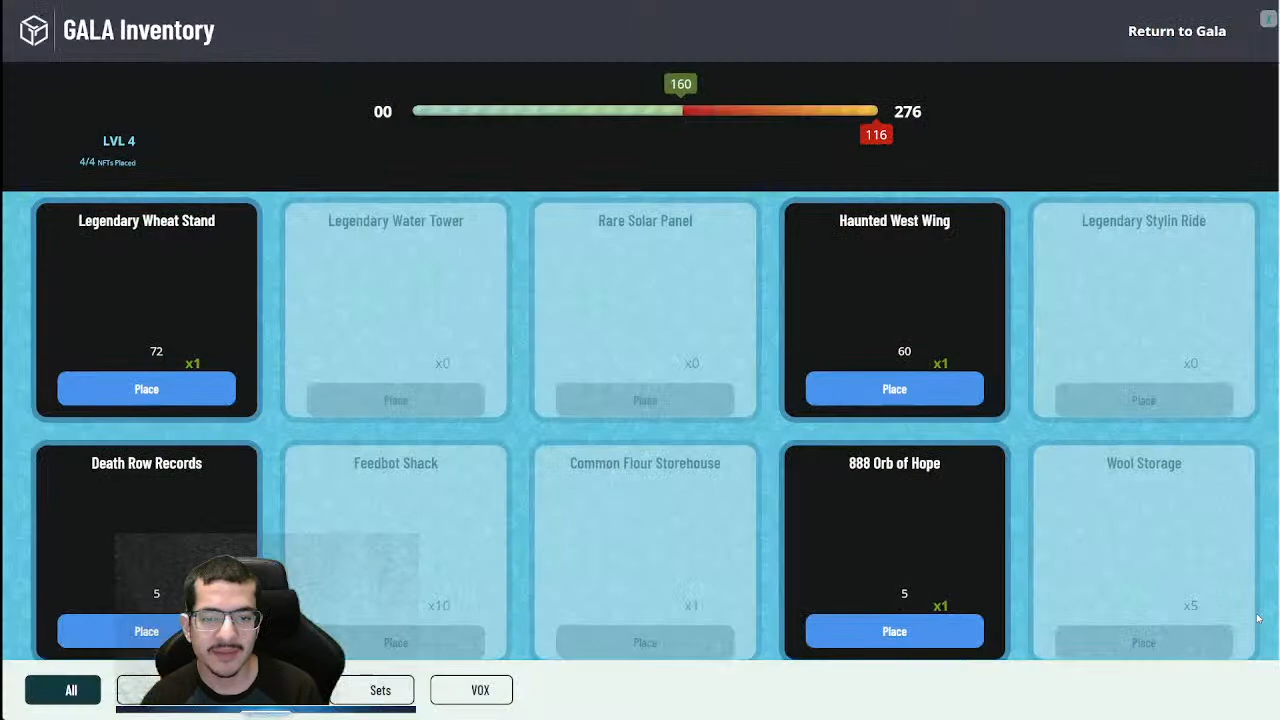 GALA Inventory
Return to Gala
X
160
00
276
116
LVL 4
4/4 NFTs Placed
Legendary Wheat Stand
Legendary Water Tower
Rare Solar Panel
Haunted West Wing
Legendary Stylin Ride
72
x1
x0
x0
60
x1
x0
Place
Place
Place
Place
Place
Death Row Records
Feedbot Shack
Common Flour Storehouse
888 Orb of Hope
Wool Storage
5
x10
x1
5
x1
x5
Place
Place
Place
Place
Place
All
Sets
VOX